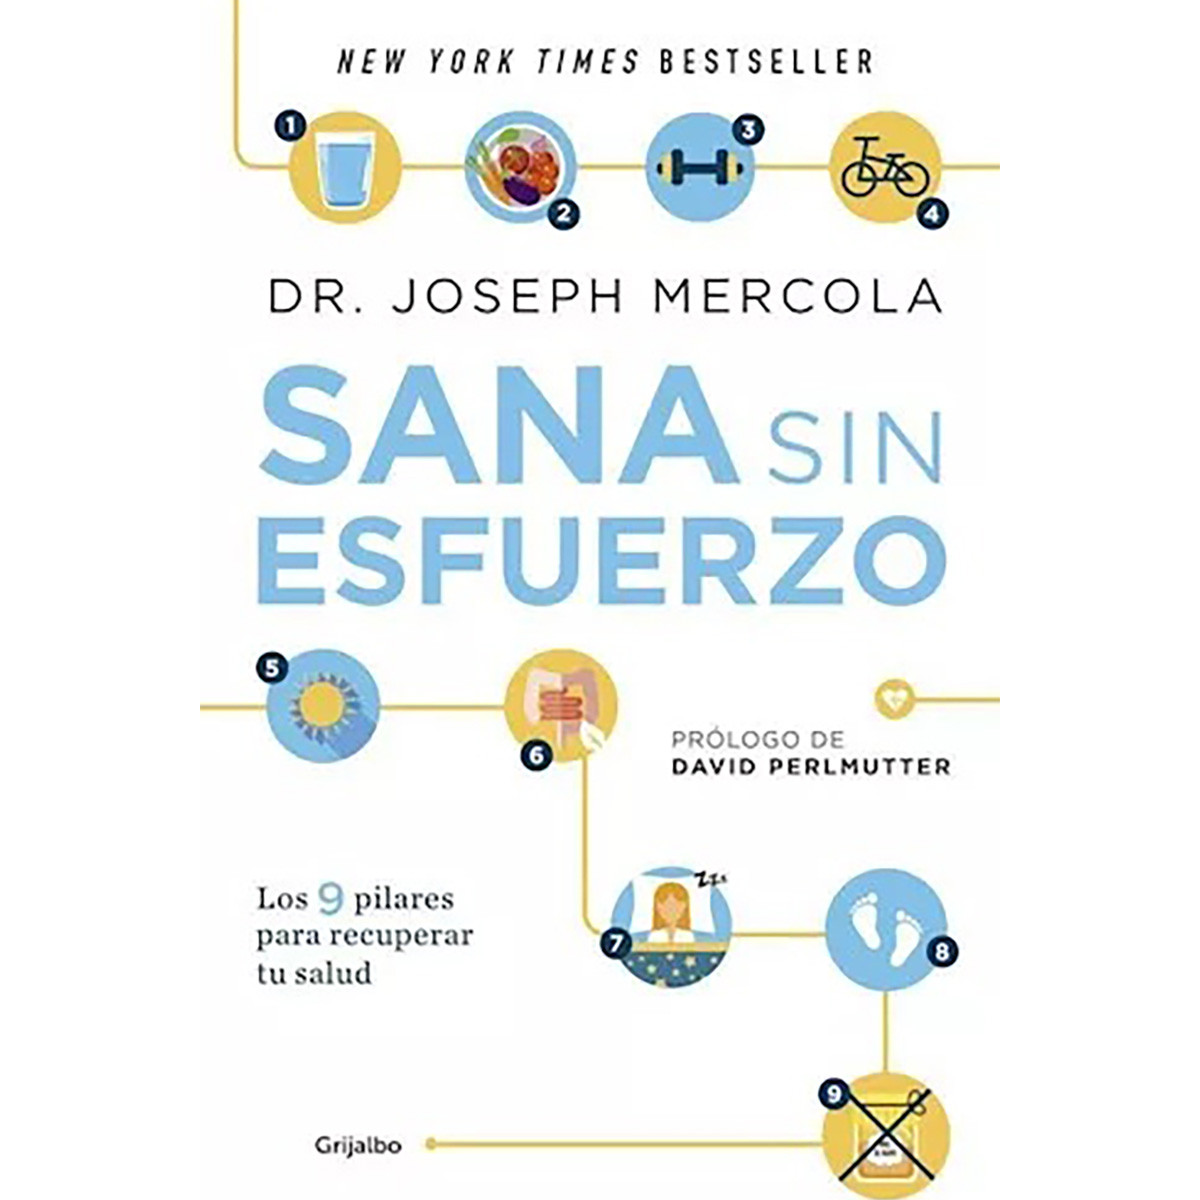 NEW YORK TIMES BESTSELLER
1
2
3
4
DR. JOSEPH MERCOLA
SANA SIN
ESFUERZO
5
6
PRÓLOGO DE
DAVID PERLMUTTER
Los 9 pilares
para recuperar
tu salud
zzz
7
8
9
Grijalbo